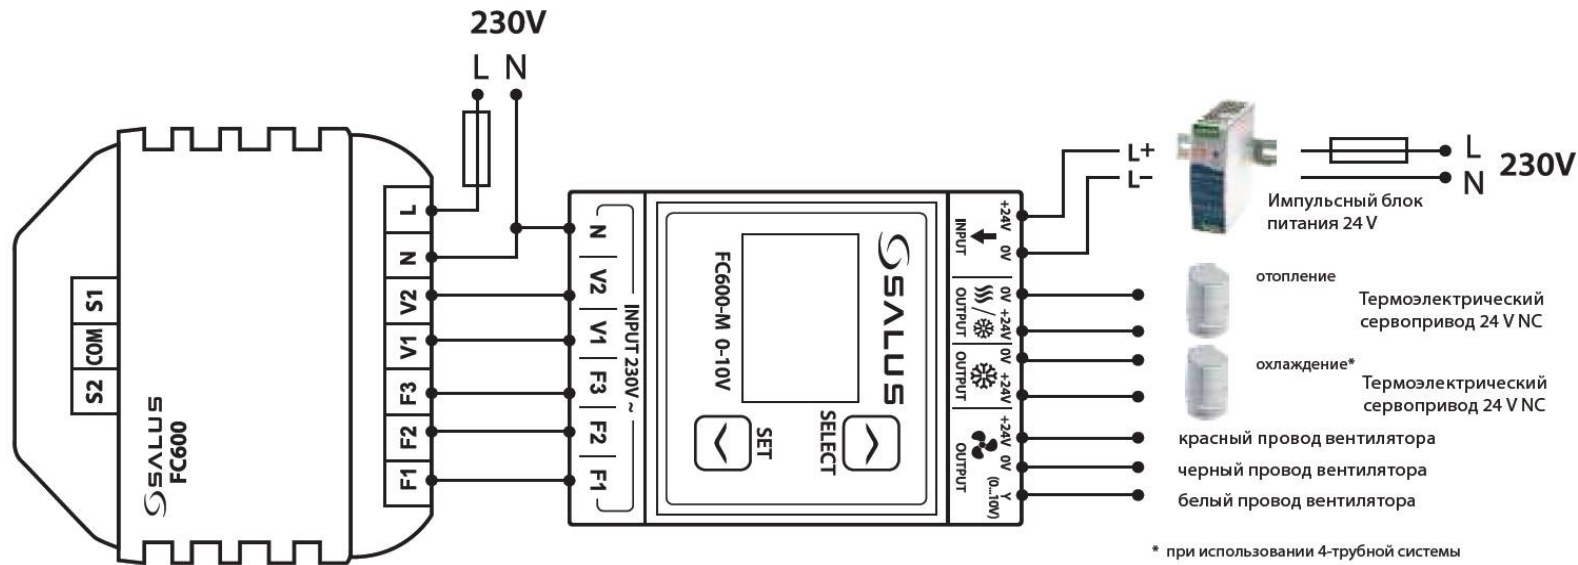 230V
L N
S1
COM
S2
SALUS
FC600
L
N
V2
V1
F3
F2
F1
N
V2
V1
F3
F2
F1
INPUT 230V ~
FC600-M 0-10V
SALUS
SET
SELECT
+24V 0V
INPUT
0V +24V
OUTPUT
0V +24V
OUTPUT
+24V 0V Y
(0...10V)
OUTPUT
L+
L−
L
N
230V
Импульсный блок
питания 24 V
отопление
Термоэлектрический
сервопривод 24 V NC
охлаждение*
Термоэлектрический
сервопривод 24 V NC
красный провод вентилятора
черный провод вентилятора
белый провод вентилятора
* при использовании 4-трубной системы